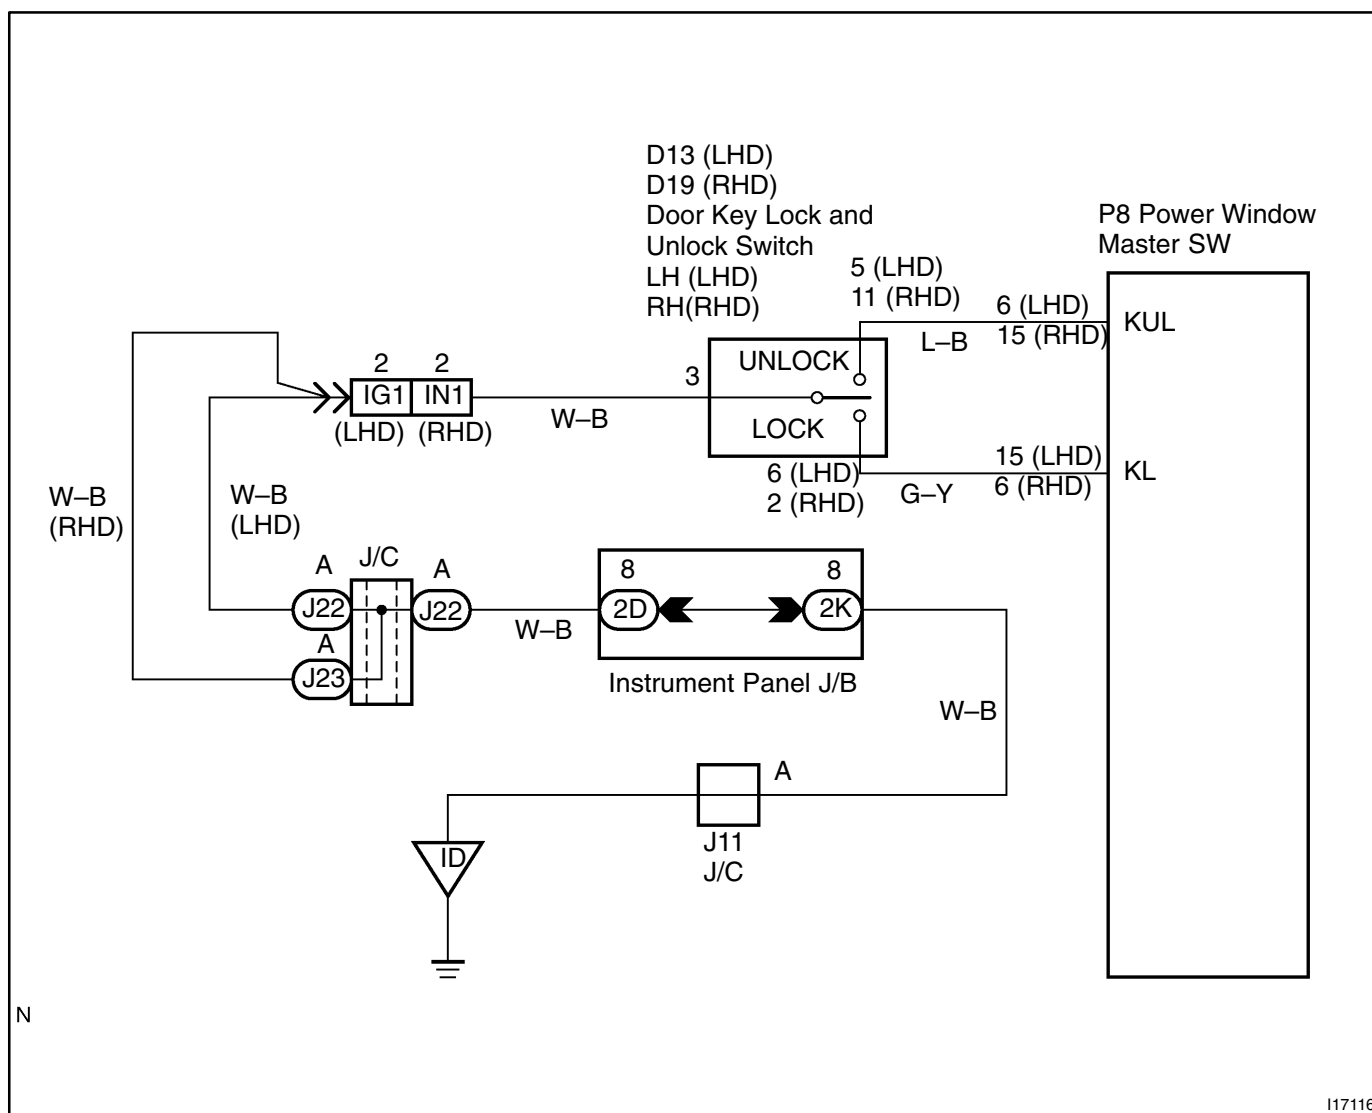 D13 (LHD)
D19 (RHD)
Door Key Lock and
Unlock Switch
LH (LHD)
RH(RHD)
P8 Power Window
Master SW
5 (LHD)
11 (RHD)
6 (LHD)
15 (RHD)
KUL
L–B
UNLOCK
3
2
2
IG1
IN1
(LHD)
(RHD)
W–B
LOCK
15 (LHD)
6 (RHD)
KL
6 (LHD)
2 (RHD)
G–Y
W–B
(RHD)
W–B
(LHD)
J/C
A
A
J22
J22
A
J23
W–B
8
8
2D
2K
Instrument Panel J/B
W–B
A
J11
J/C
ID
N
I17116